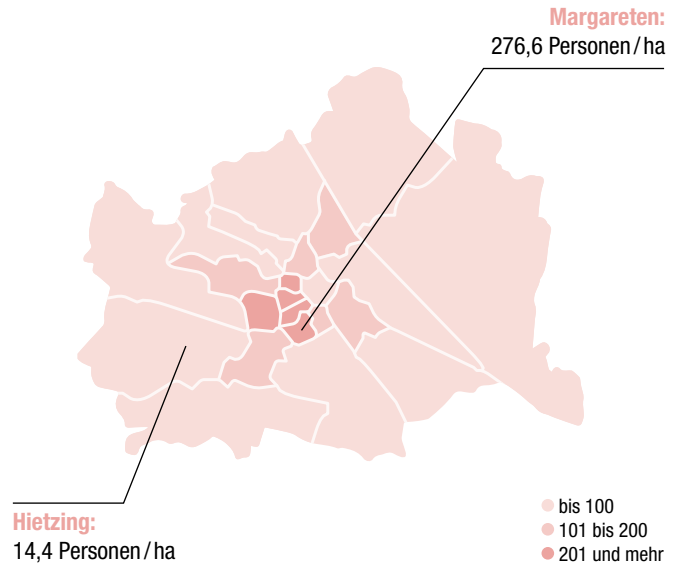 Margareten:
276,6 Personen/ha
Hietzing:
14,4 Personen/ha
bis 100
101 bis 200
201 und mehr